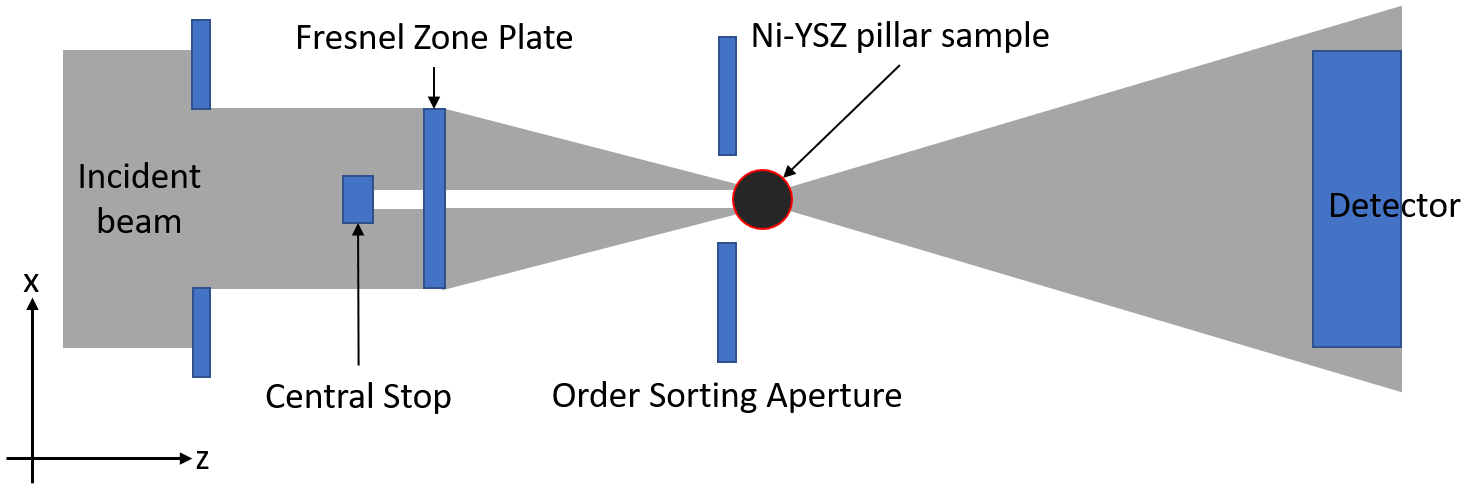 Fresnel Zone Plate
Ni-YSZ pillar sample
Incident
beam
Detector
x
Central Stop
Order Sorting Aperture
z